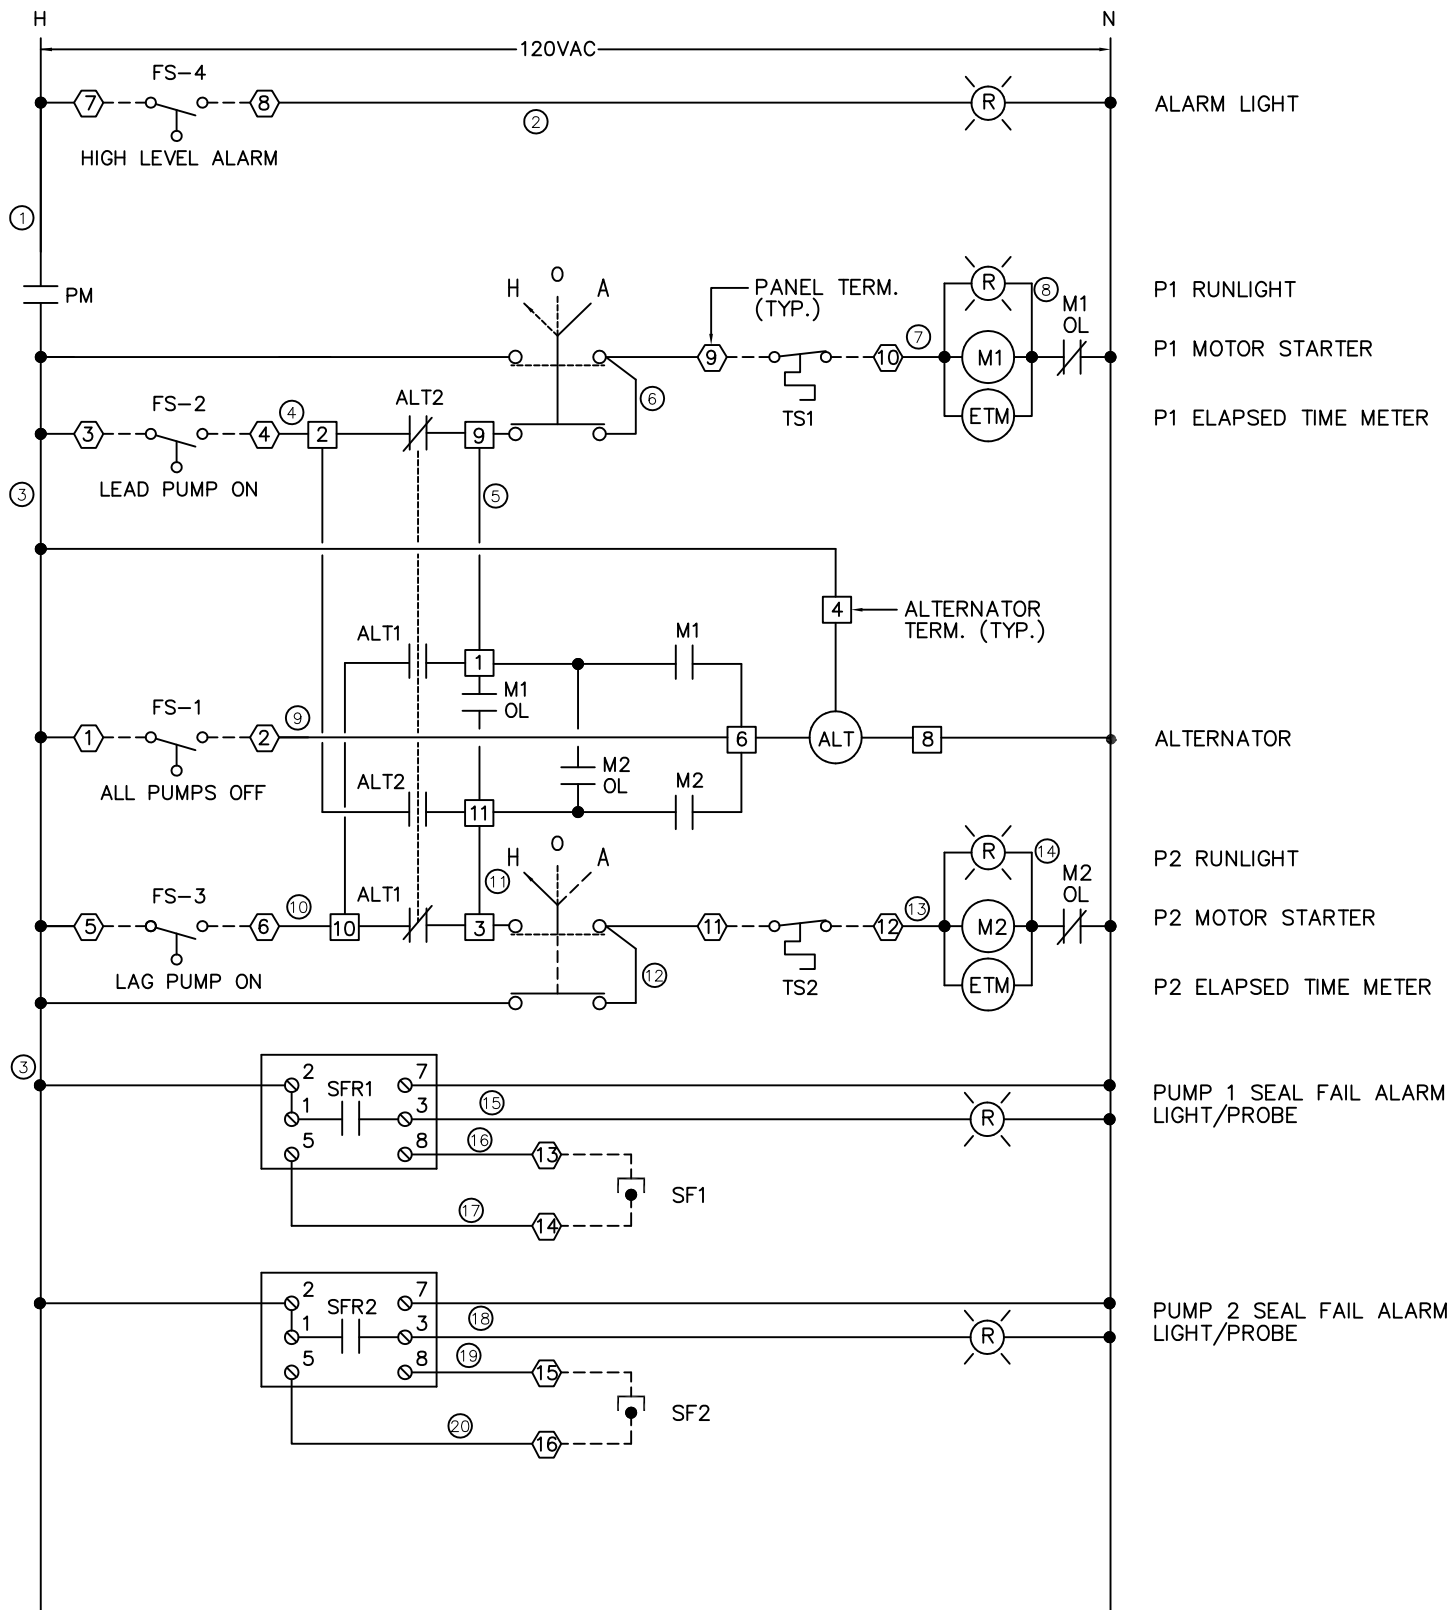 H N
120VAC
FS-4
7 8 R ALARM LIGHT
2
HIGH LEVEL ALARM
1
PM
H O A
PANEL TERM.
(TYP.)
R 8 M1
OL
P1 RUNLIGHT
9 10 7 M1 P1 MOTOR STARTER
TS1
6
ETM P1 ELAPSED TIME METER
FS-2 4 ALT2
3 4 2 9
LEAD PUMP ON
3 5
4 ALTERNATOR
TERM. (TYP.)
ALT1 1 M1
M1
OL
FS-1 9
1 2 6 ALT 8 ALTERNATOR
ALL PUMPS OFF
M2
OL
ALT2 11 M2
H O A
R 14 M2
OL
P2 RUNLIGHT
FS-3 10 ALT1 11
5 6 10 3 11 12 13 M2 P2 MOTOR STARTER
LAG PUMP ON
12
TS2
ETM P2 ELAPSED TIME METER
3
2 SFR1 7
1 3 15 R
5 8 16 13
PUMP 1 SEAL FAIL ALARM
LIGHT/PROBE
SF1
17 14
2 SFR2 7
1 3 18 R
5 8 19 15
PUMP 2 SEAL FAIL ALARM
LIGHT/PROBE
SF2
20 16